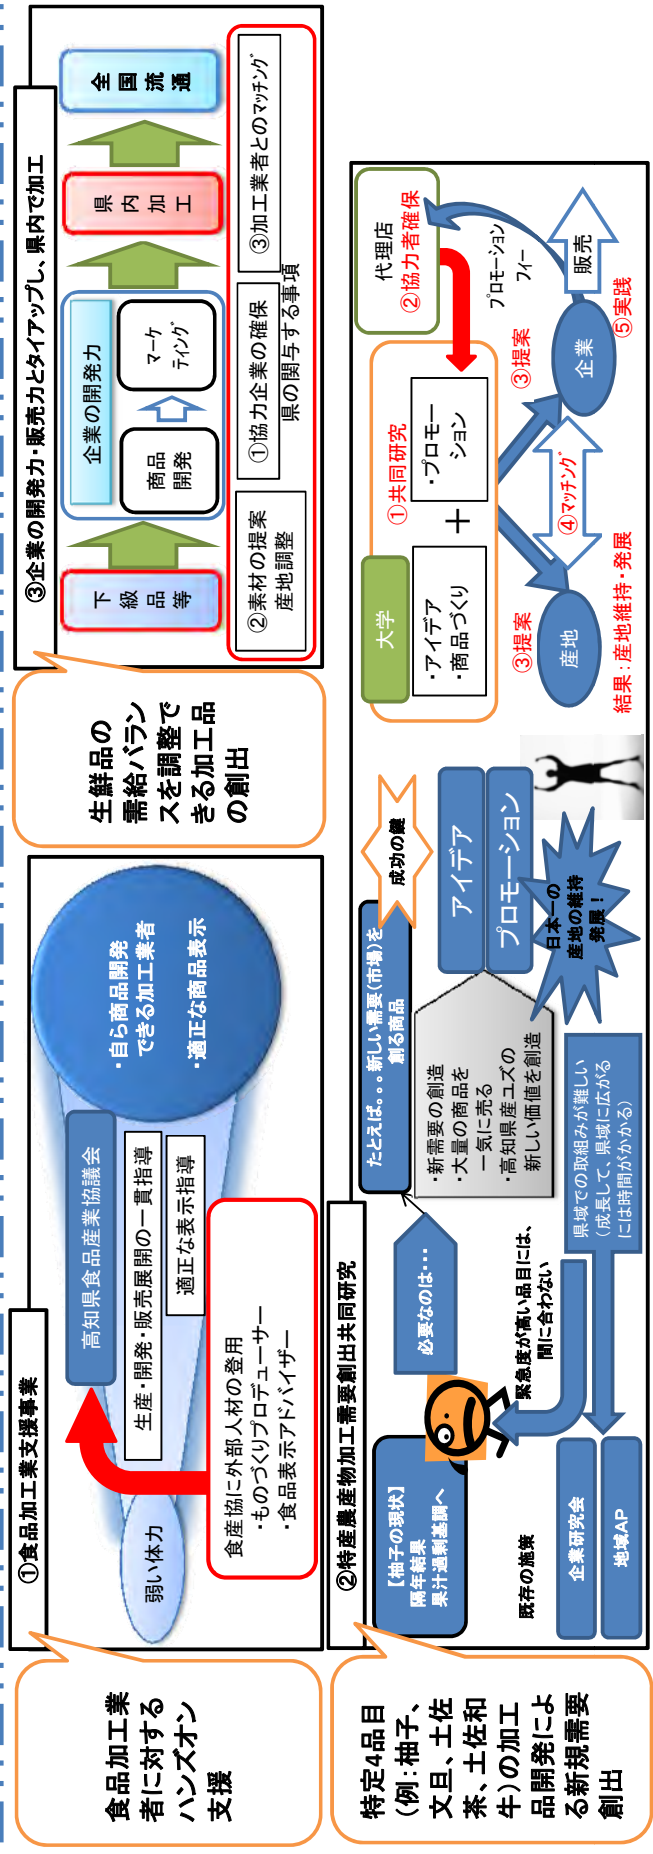 食品加工業
者に対する
ハンズオン
支援
①食品加工業支援事業
弱い体力
高知県食品産業協議会
生産・開発・販売展開の一貫指導
適正な表示指導
食産協に外部人材の登用
・ものづくりプロデューサー
・食品表示アドバイザー
・自ら商品開発
できる加工業者
・適正な商品表示
生鮮品の
需給バラン
スを調整で
きる加工品
の創出
③企業の開発力・販売力とタイアップし、県内で加工
下級品等
企業の開発力
商品
開発
マーケ
ティング
県内加工
全国流通
②素材の提案
産地調整
①協力企業の確保
県の関与する事項
③加工業者とのマッチング
特定4品目
(例:柚子、
文旦、土佐
茶、土佐和
牛)の加工
品開発によ
る新規需要
創出
②特産農産物加工需要創出共同研究
【柚子の現状】
隔年結果
果汁過剰基調へ
既存の施策
企業研究会
地域AP
必要なのは・・・
緊急度が高い品目には、
間に合わない
県域での取組みが難しい
(成長して、県域に広がる
には時間がかかる)
たとえば。。。新しい需要(市場)を
創る商品
成功の鍵
・新需要の創造
・大量の商品を
一気に売る
・高知県産ユズの
新しい価値を創造
アイデア
プロモーション
日本一の
産地の維持
発展!
大学
①共同研究
・アイデア
・商品づくり
＋
・プロモー
ション
代理店
②協力者確保
プロモーション
フィー
③提案
③提案
産地
④マッチング
企業
販売
⑤実践
結果:産地維持・発展